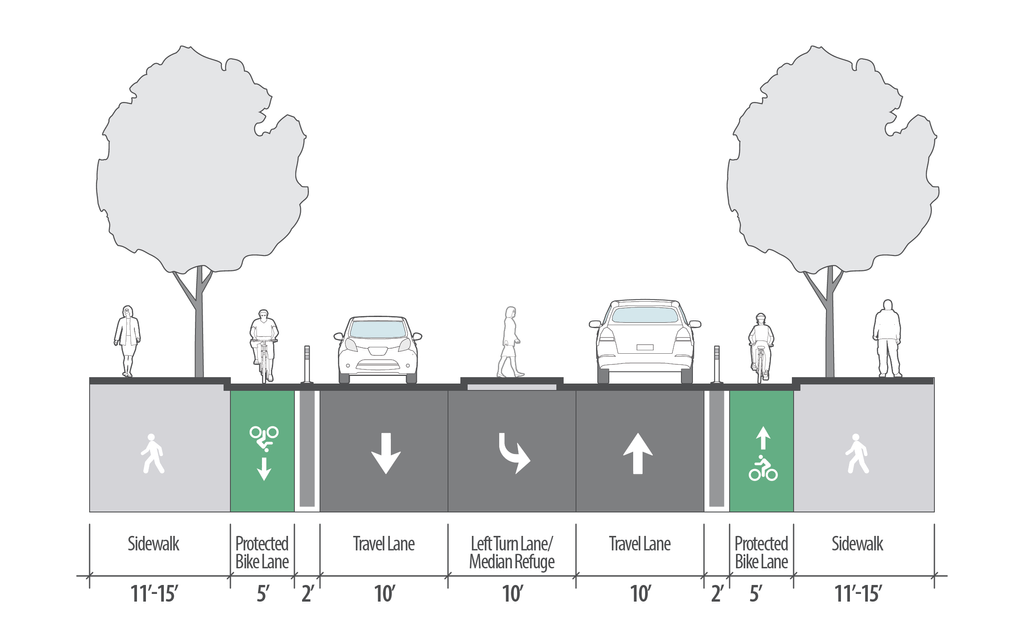 Sidewalk
Protected
Bike Lane
Travel Lane
Left Turn Lane/
Median Refuge
Travel Lane
Protected
Bike Lane
Sidewalk
11’-15’
5’
2’
10’
10’
10’
2’
5’
11’-15’